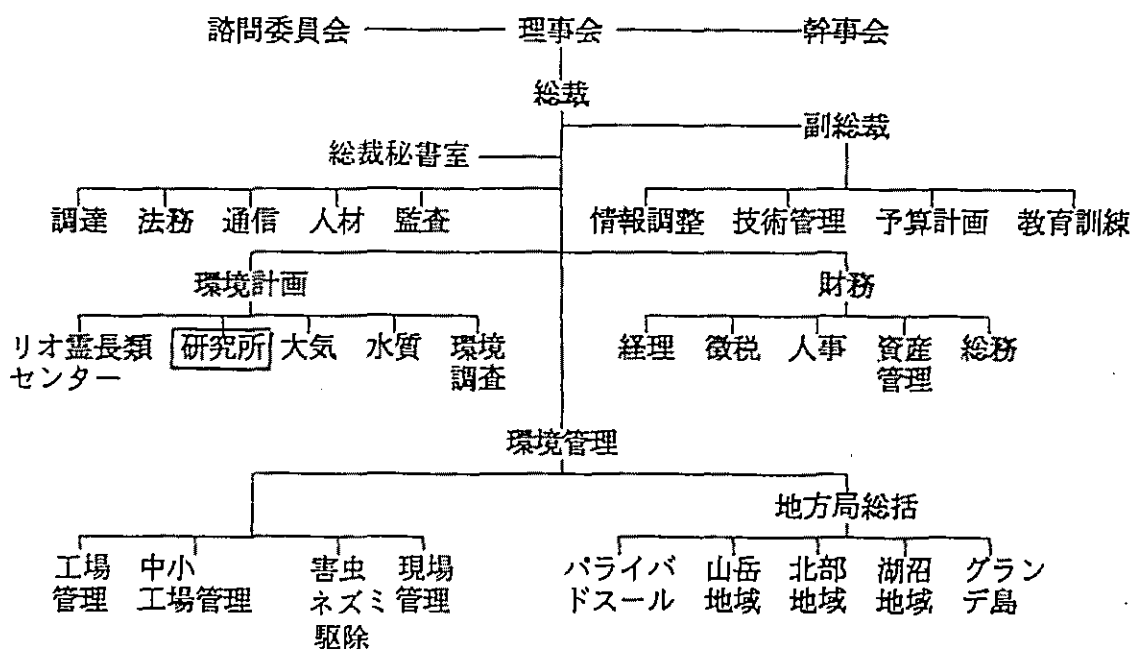 諮問委員会 理事会 幹事会
総裁
副総裁
総裁秘書室
調達 法務 通信 人材 監査 情報調整 技術管理 予算計画 教育訓練
環境計画 財務
リオ霊長類 研究所 大気 水質 環境 経理 徴税 人事 資産 総務
センター 調査 管理
環境管理
地方局総括
工場 中小 害虫 現場 パライバ 山岳 北部 湖沼 グラン
管理 工場管理 ネズミ 管理 ドスール 地域 地域 地域 デ島
駆除